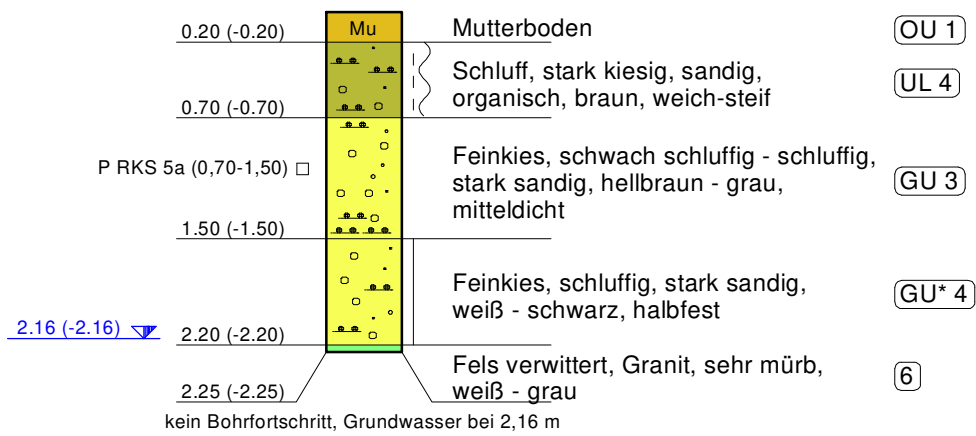 0.20 (-0.20)
Mu
Mutterboden
OU 1
Schluff, stark kiesig, sandig,
organisch, braun, weich-steif
UL 4
0.70 (-0.70)
P RKS 5a (0,70-1,50)
Feinkies, schwach schluffig - schluffig,
stark sandig, hellbraun - grau,
mitteldicht
GU 3
1.50 (-1.50)
Feinkies, schluffig, stark sandig,
weiß - schwarz, halbfest
GU* 4
2.16 (-2.16)
2.20 (-2.20)
Fels verwittert, Granit, sehr mürb,
weiß - grau
6
2.25 (-2.25)
kein Bohrfortschritt, Grundwasser bei 2,16 m